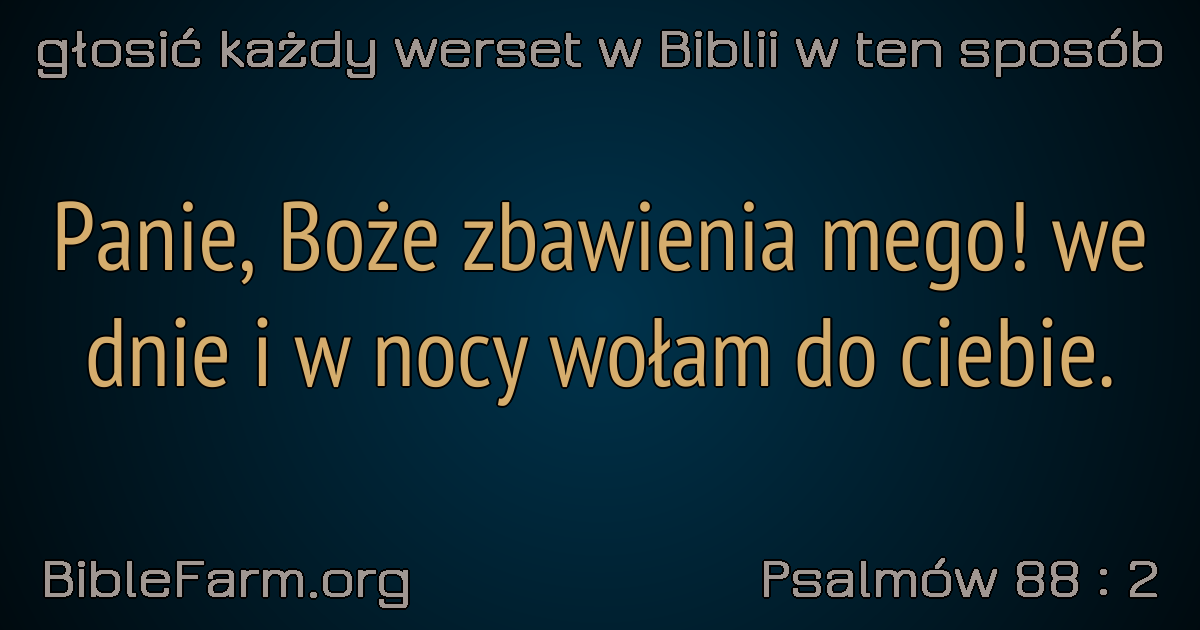 głosić każdy werset w Biblii w ten sposób
Panie, Boże zbawienia mego! we
dnie i w nocy wołam do ciebie.
BibleFarm.org
Psalmów 88 : 2